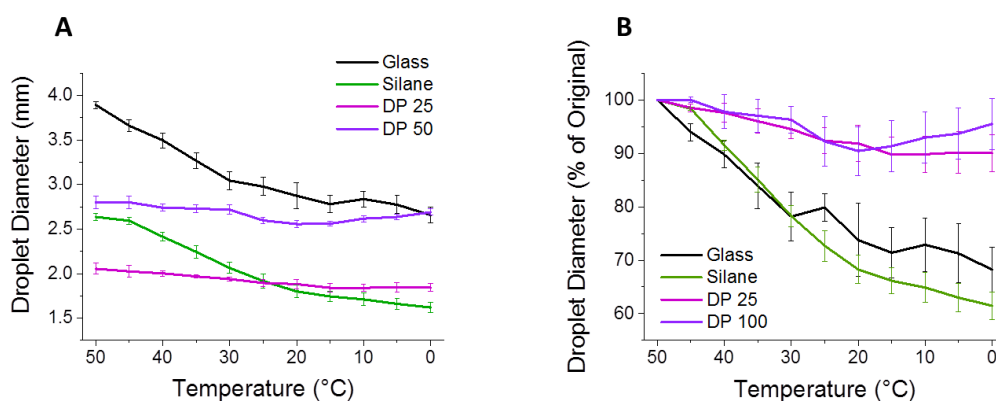 A
Glass
Silane
DP 25
DP 50
Droplet Diameter (mm)
4.0
3.5
3.0
2.5
2.0
1.5
50 40 30 20 10 0
Temperature (°C)
B
Droplet Diameter (% of Original)
100
90
80
70
60
Glass
Silane
DP 25
DP 100
50 40 30 20 10 0
Temperature (°C)